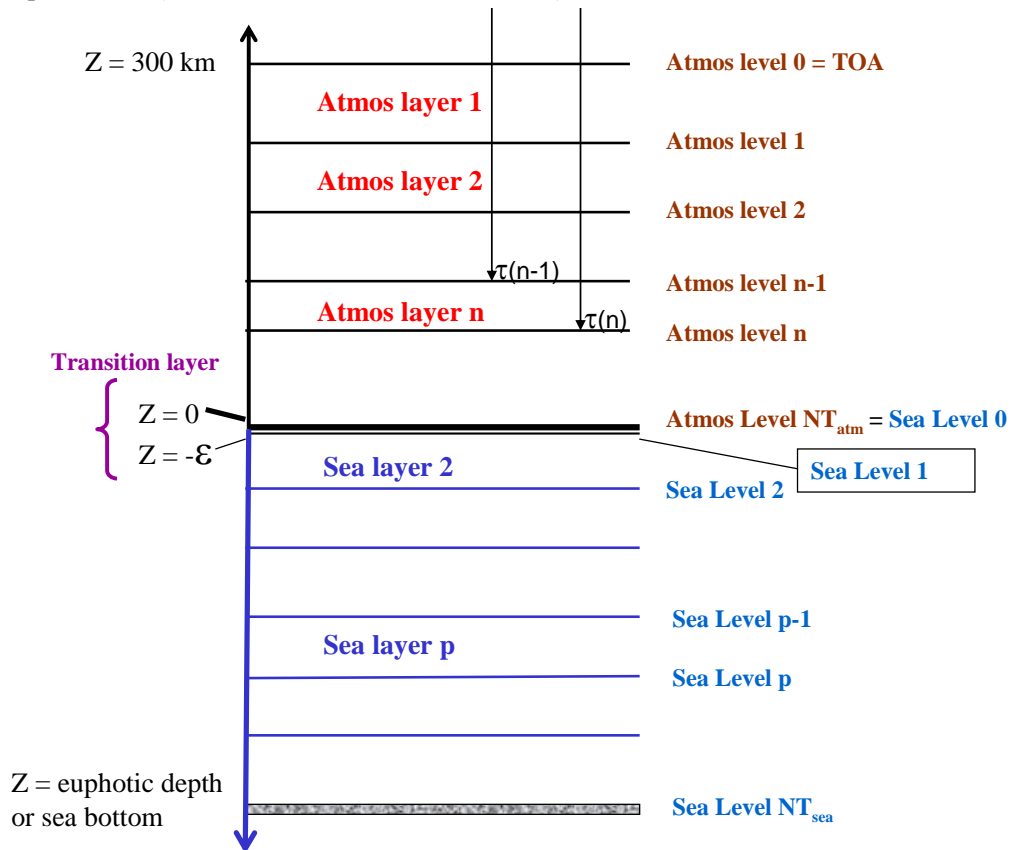 Z = 300 km
Atmos level 0 = TOA
Atmos layer 1
Atmos level 1
Atmos layer 2
Atmos level 2
τ(n-1)
Atmos level n-1
Atmos layer n
τ(n)
Atmos level n
Transition layer
Z = 0
Atmos Level NTatm = Sea Level 0
Z = -ε
Sea layer 2
Sea Level 1
Sea Level 2
Sea Level p-1
Sea layer p
Sea Level p
Z = euphotic depth
or sea bottom
Sea Level NTsea